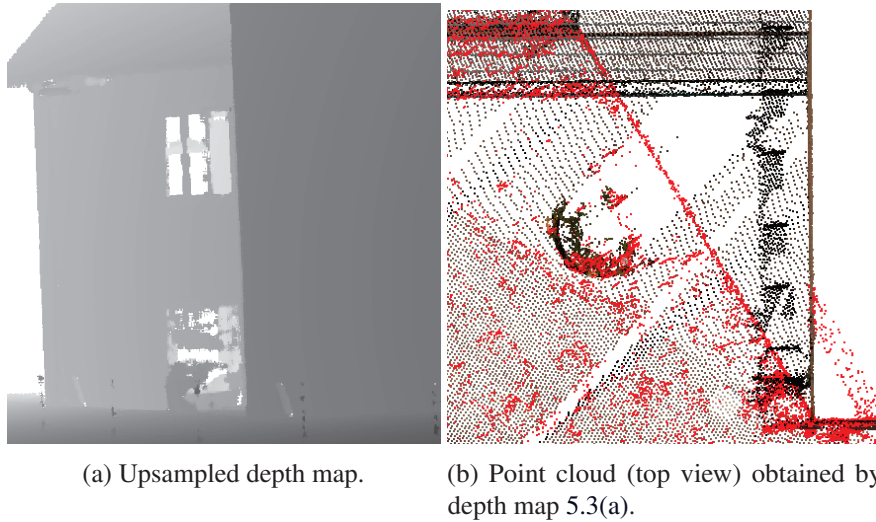 (a) Upsampled depth map.
(b) Point cloud (top view) obtained by
depth map 5.3(a).